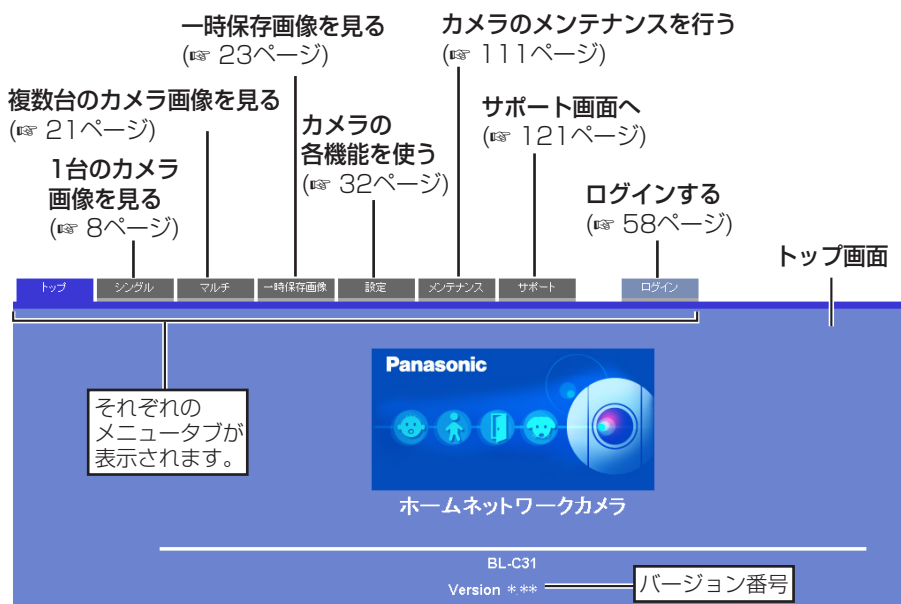 一時保存画像を見る
(☞ 23ページ)
カメラのメンテナンスを行う
(☞ 111ページ)
複数台のカメラ画像を見る
(☞ 21ページ)
カメラの
各機能を使う
(☞ 32ページ)
サポート画面へ
(☞ 121ページ)
1台のカメラ
画像を見る
(☞ 8ページ)
ログインする
(☞ 58ページ)
トップ画面
トップ
シングル
マルチ
一時保存画像
設定
メンテナンス
サポート
ログイン
それぞれの
メニュータブが
表示されます。
Panasonic
ホームネットワークカメラ
BL-C31
Version ***
バージョン番号